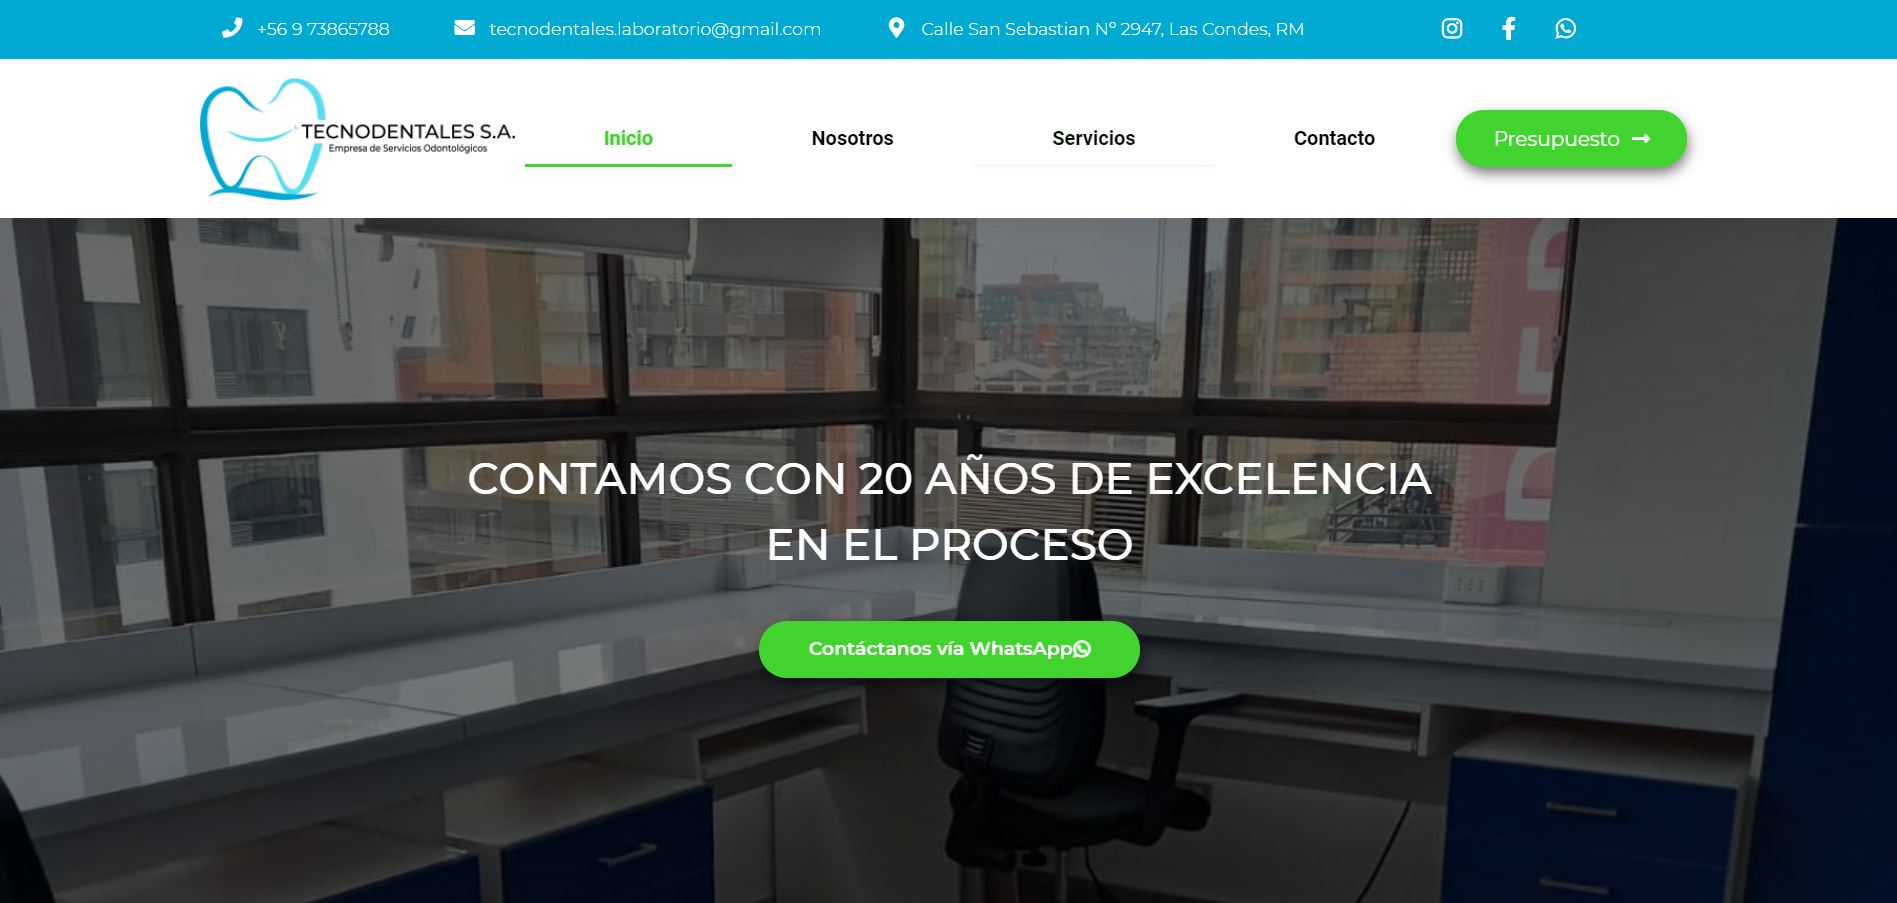 +56 9 73865788
tecnodentales.laboratorio@gmail.com
Calle San Sebastian Nº 2947, Las Condes, RM
TECNODENTALES S.A.
Empresa de Servicios Odontológicos
Inicio
Nosotros
Servicios
Contacto
Presupuesto
CONTAMOS CON 20 AÑOS DE EXCELENCIA
EN EL PROCESO
Contáctanos vía WhatsApp